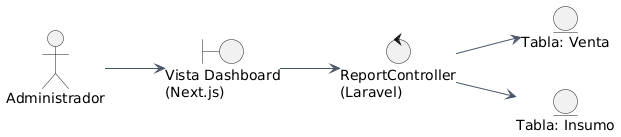 Administrador
Vista Dashboard
(Next.js)
ReportController
(Laravel)
Tabla: Venta
Tabla: Insumo